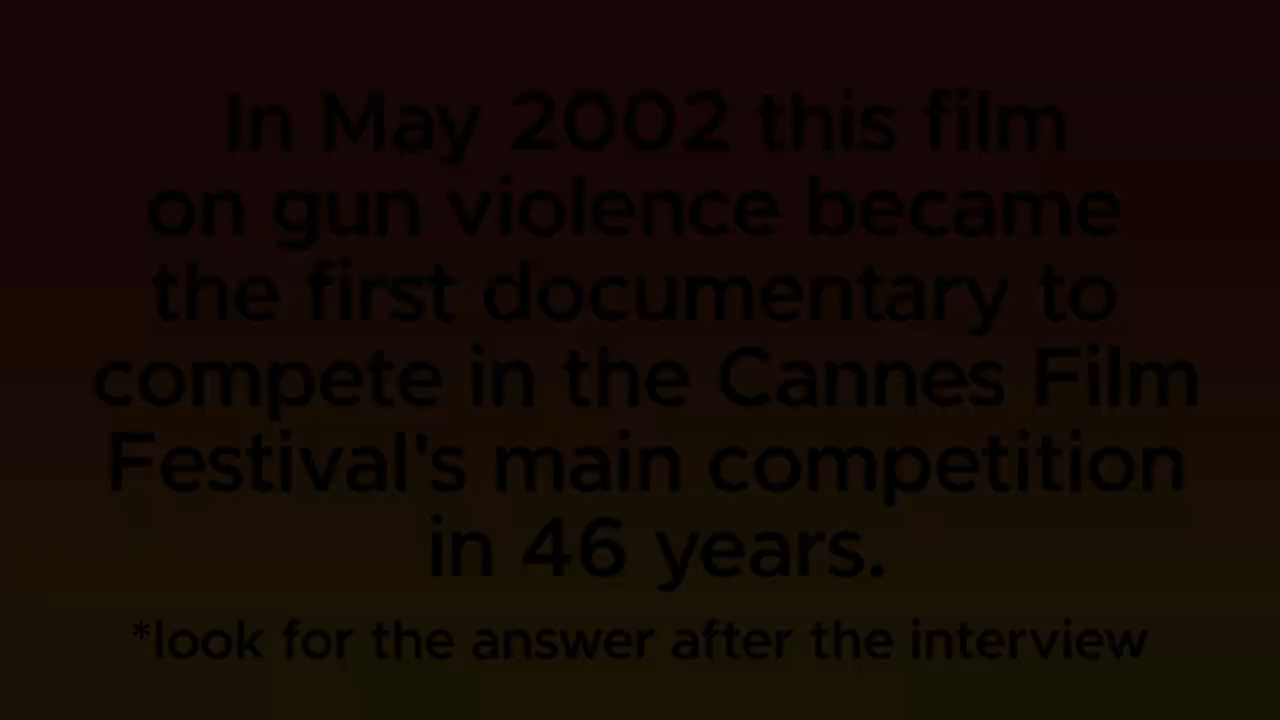 In May 2002 this film
on gun violence became
the first documentary to
compete in the Cannes Film
Festival's main competition
in 46 years.
*look for the answer after the interview